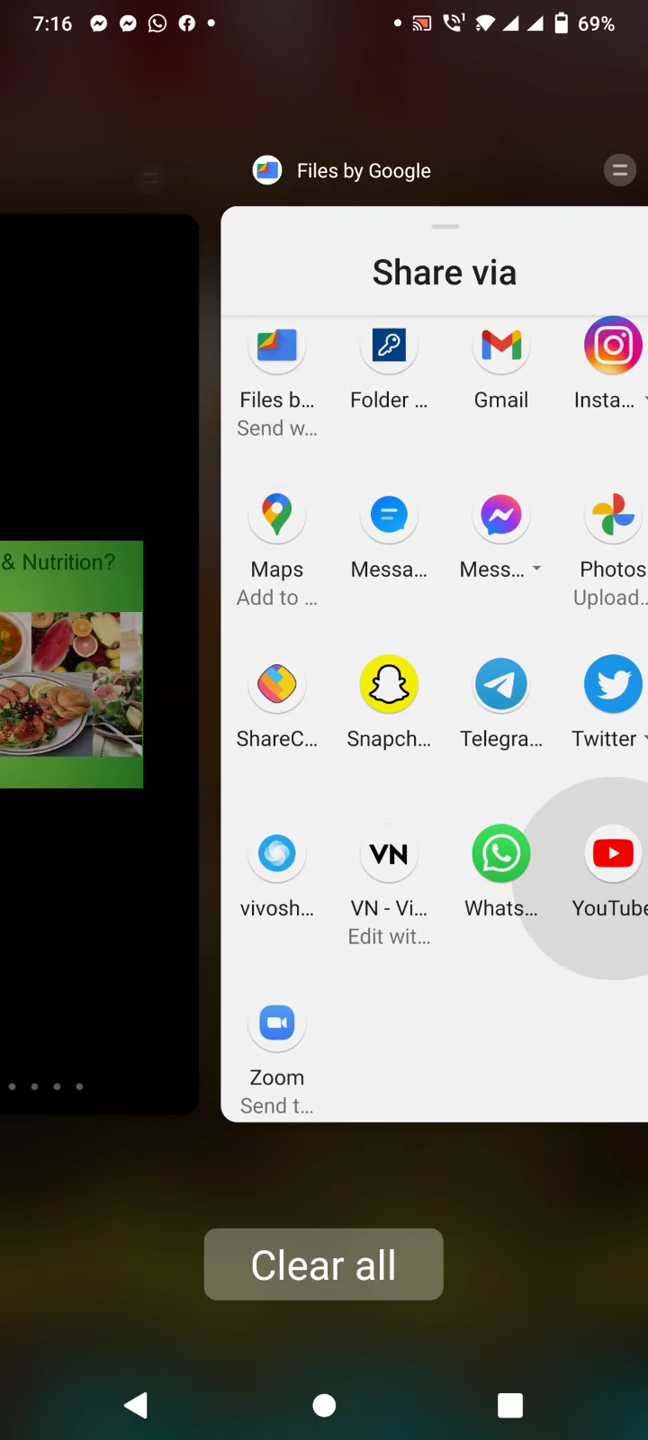 7:16
69%
Files by Google
Share via
Files b...
Send w...
Folder ...
Gmail
Insta...
Maps
Add to ...
Messa...
Mess...
Photos
Upload..
ShareC...
Snapch...
Telegra...
Twitter
vivosh...
VN
VN - Vi...
Edit wit...
Whats...
YouTube
Zoom
Send t...
& Nutrition?
Clear all